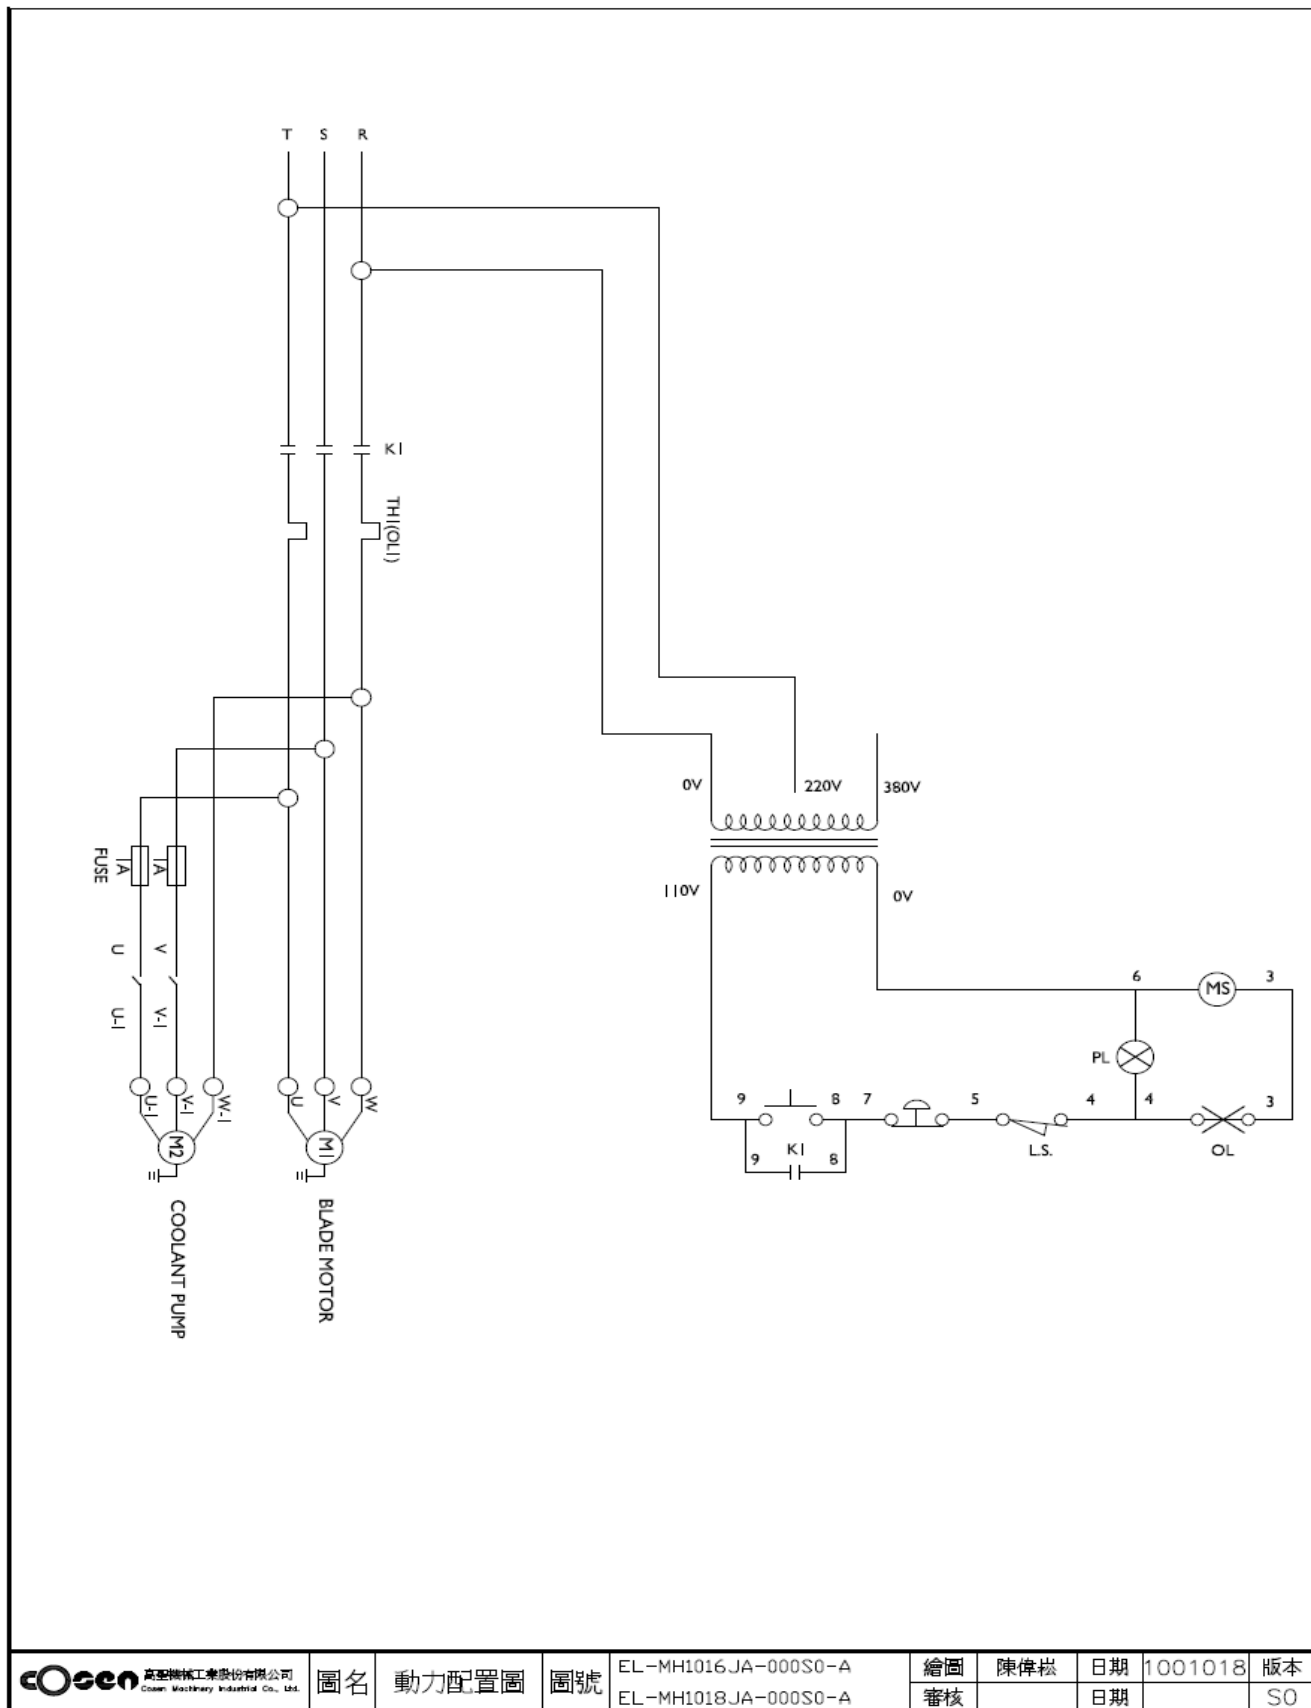 T S R
K1
TH1(OL1)
0V 220V 380V
110V 0V
FUSE 1A 1A
U V
U-1 V-1
6 MS 3
PL
9 8 7 5 4 4 3
K1 L.S. OL
9 8
U-1 V-1 W-1 U V W
M2 M1
COOLANT PUMP
BLADE MOTOR
cosen 高聖機械工業股份有限公司
Cosen Machinery Industrial Co., Ltd.
圖名 動力配置圖 圖號
EL-MH1016JA-000S0-A
EL-MH1018JA-000S0-A
繪圖 陳偉崧 日期 1001018 版本
審核 日期 S0